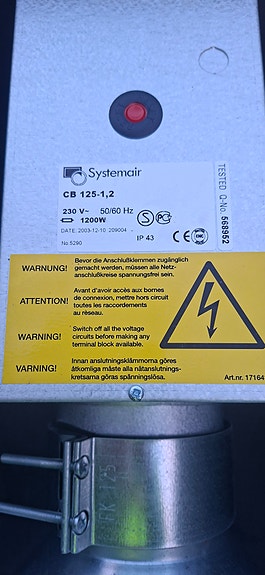 Systemair
CB 125-1,2
230 V~ 50/60 Hz
1200W
DATE. 2003-12-10 209004
No.5290
IP 43
TESTED Q-No. 568952
WARNUNG! Bevor die Anschlußklemmen zugänglich
gemacht werden, müssen alle Netz-
anschlußkreise spannungsfrei sein.
ATTENTION! Avant d'avoir accès aux bornes
de connexion, mettre hors circuit
toutes les raccordements
au réseau.
WARNING! Switch off all the voltage
circuits before making any
terminal block available.
VARNING! Innan anslutningsklämmorna göres
åtkomliga måste alla nätanslutnings-
kretsarna göras spänningslösa.
Art.nr. 17164
FK 125